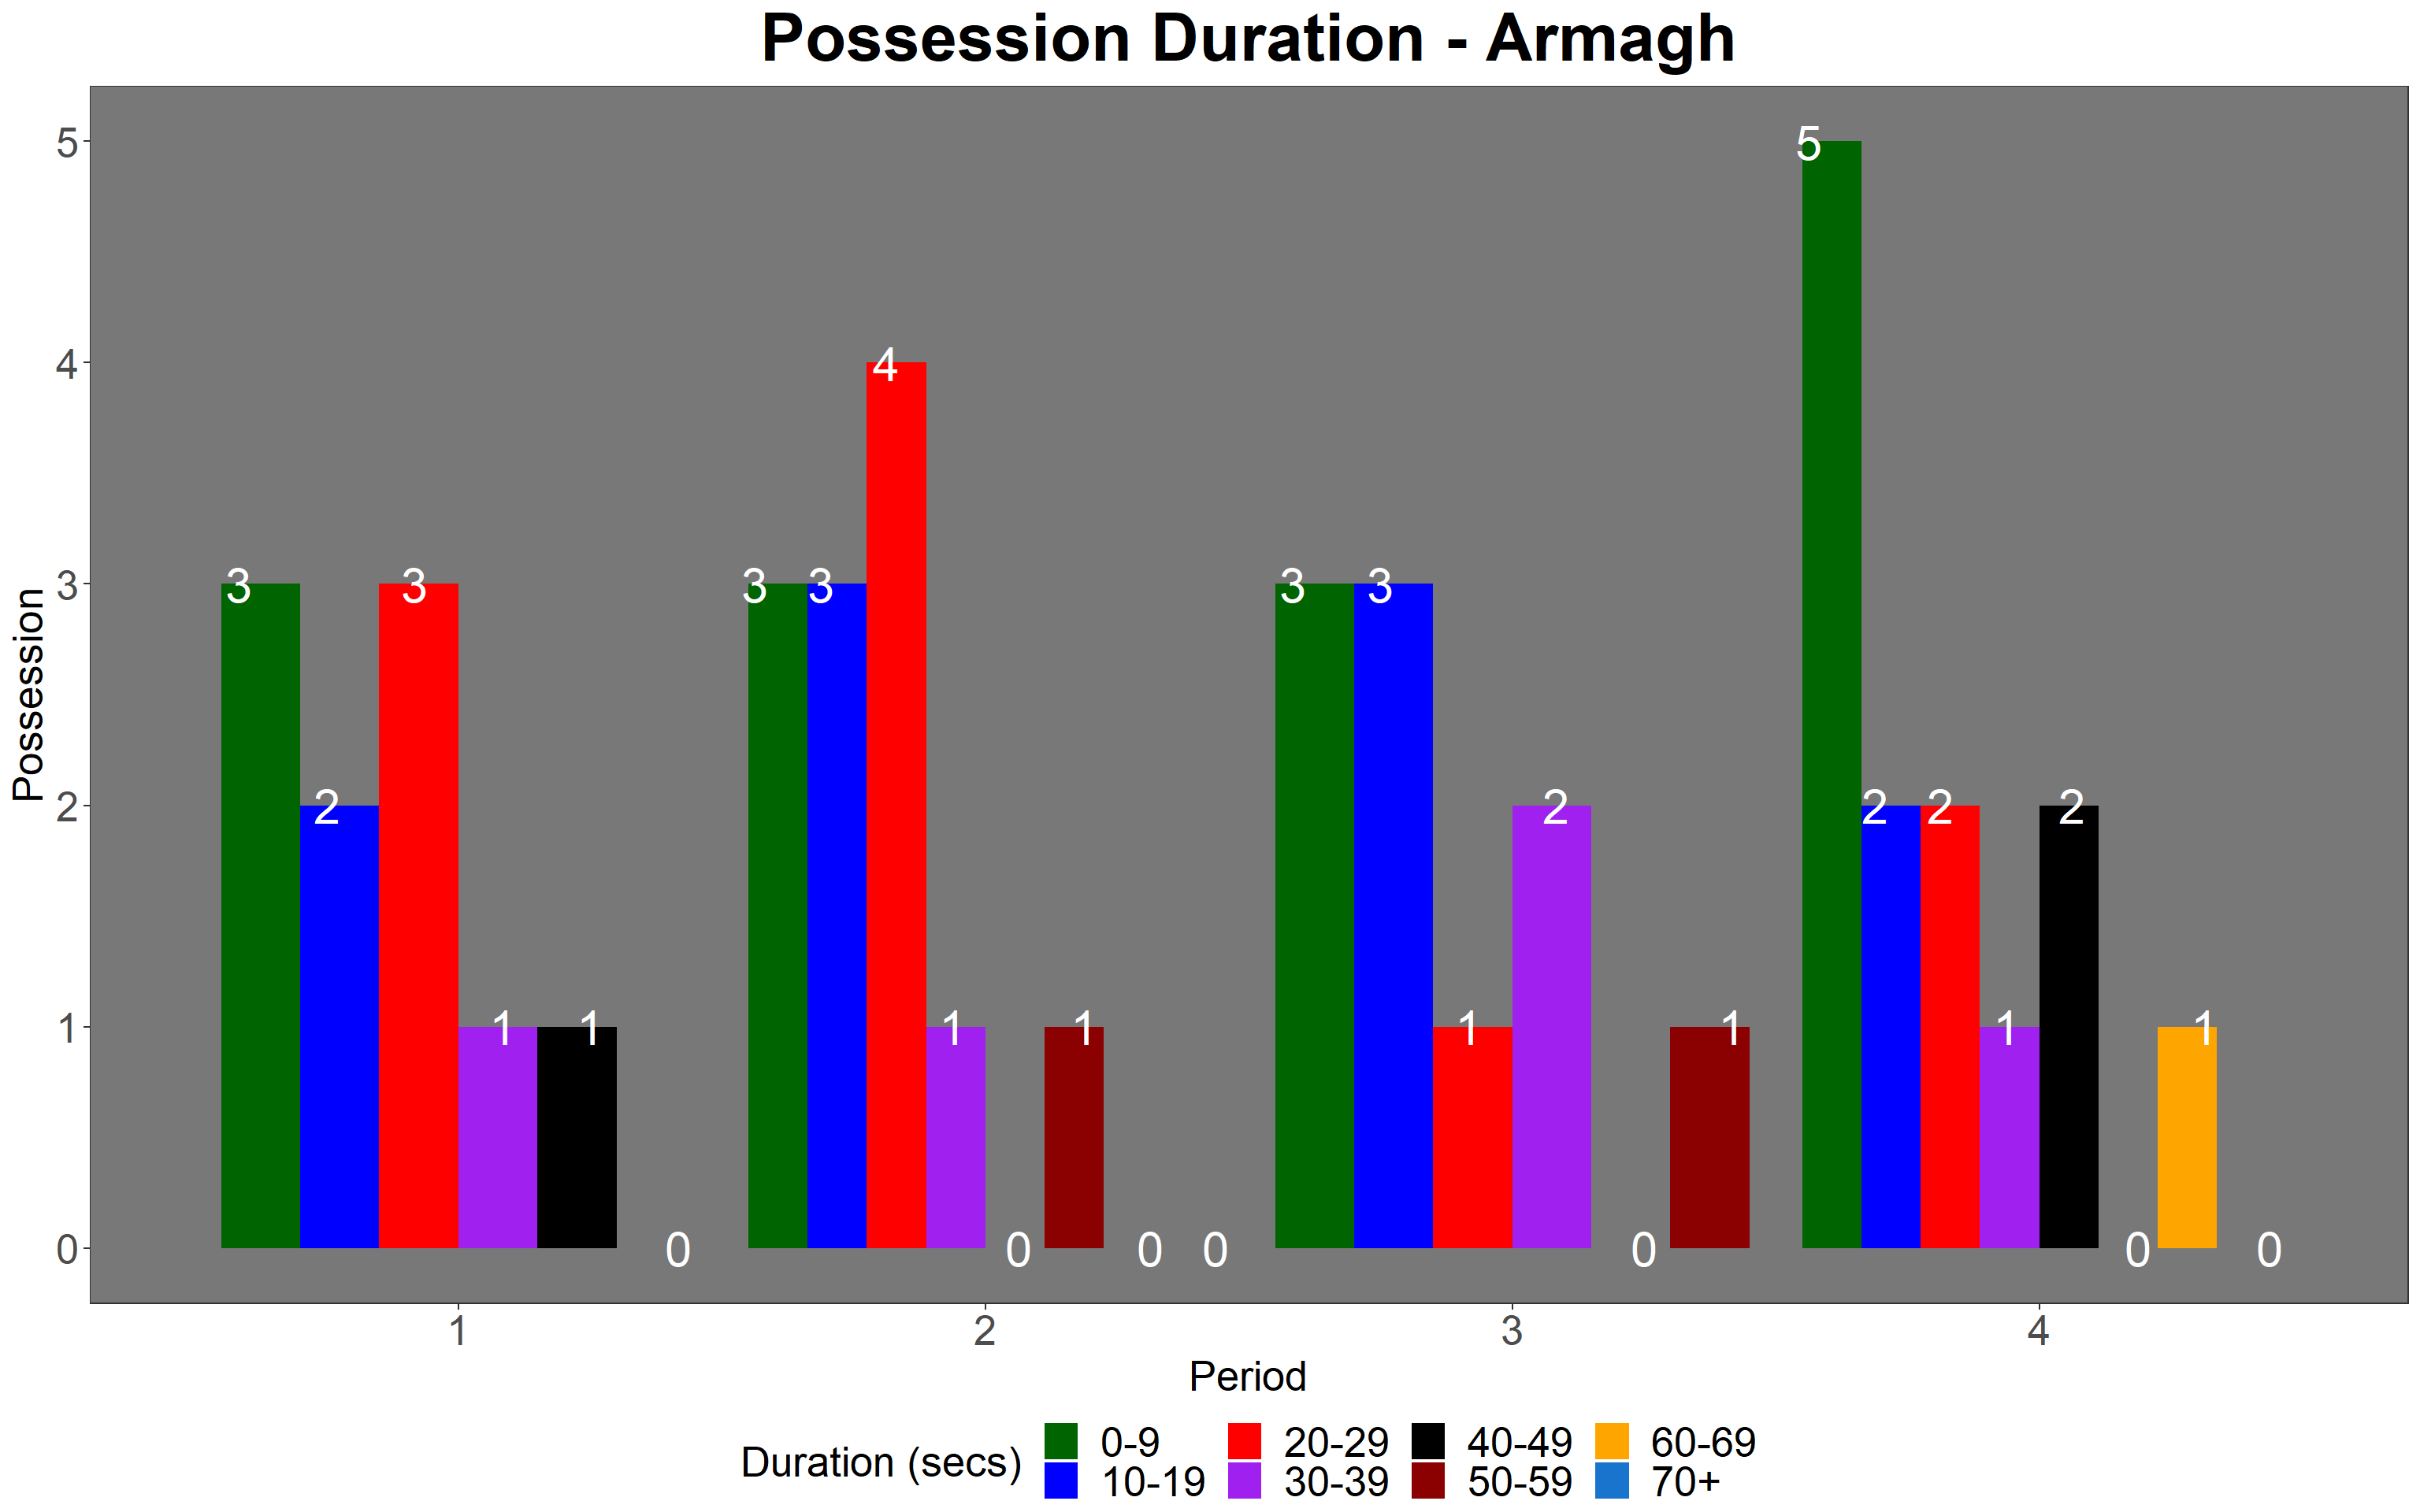 Possession Duration - Armagh
5
5
4
4
3
3 3 3 3 3 3
2
2 2 2 2 2
1
1 1 1 1 1 1 1 1
0
0 0 0 0 0 0 0
1 2 3 4
Possession
Period
Duration (secs)
0-9 20-29 40-49 60-69
10-19 30-39 50-59 70+